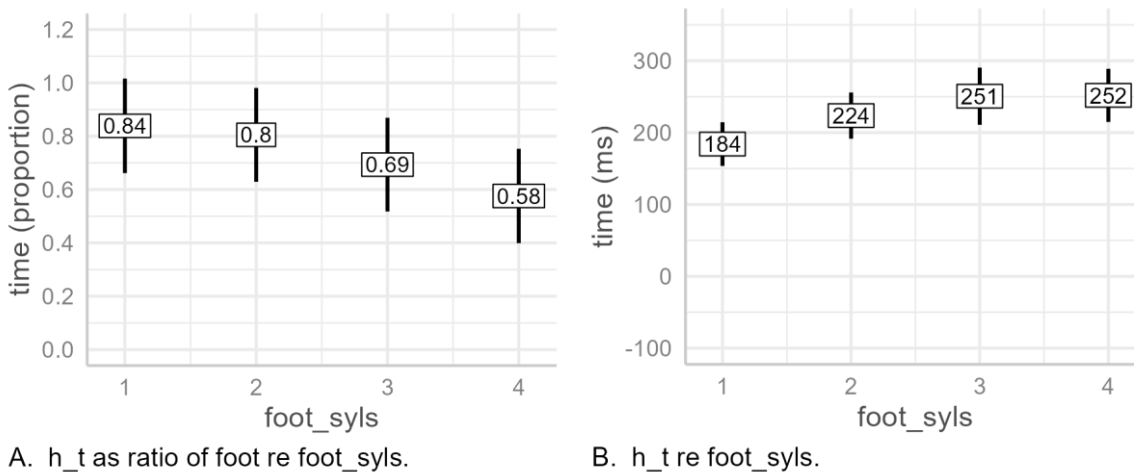 time (proportion)
1.2
1.0
0.8
0.6
0.4
0.2
0.0
0.84
0.8
0.69
0.58
1 2 3 4
foot_syls
A. h_t as ratio of foot re foot_syls.
time (ms)
300
200
100
0
-100
184
224
251
252
1 2 3 4
foot_syls
B. h_t re foot_syls.